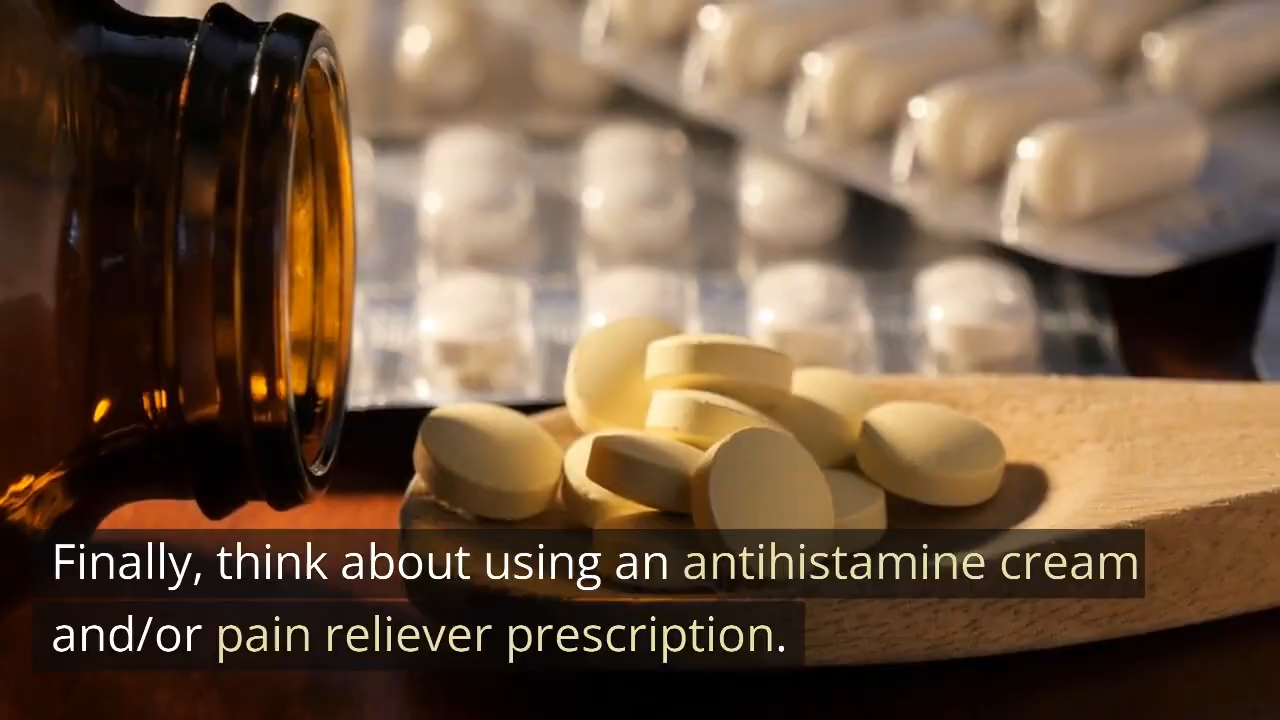 Finally, think about using an antihistamine cream
and/or pain reliever prescription.